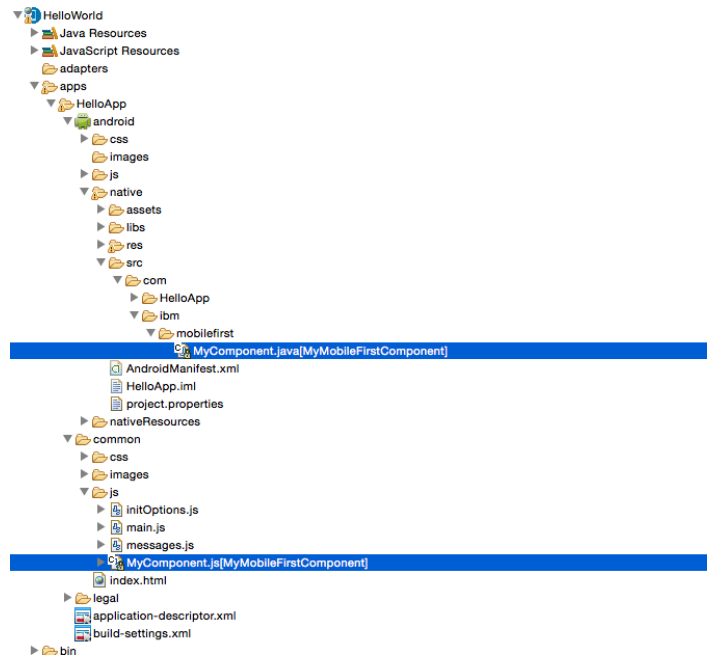 HelloWorld
Java Resources
JavaScript Resources
adapters
apps
HelloApp
android
css
images
js
native
assets
libs
res
src
com
HelloApp
ibm
mobilefirst
MyComponent.java[MyMobileFirstComponent]
AndroidManifest.xml
HelloApp.iml
project.properties
nativeResources
common
css
images
js
initOptions.js
main.js
messages.js
MyComponent.js[MyMobileFirstComponent]
index.html
legal
application-descriptor.xml
build-settings.xml
bin